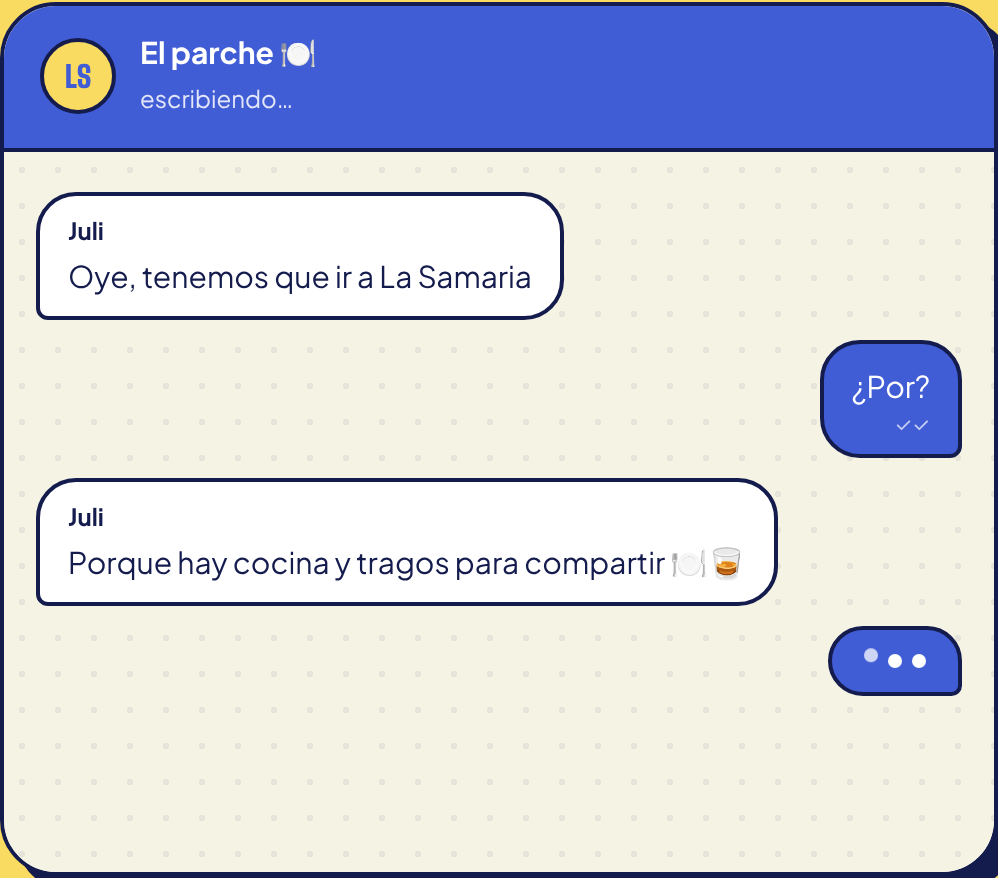 LS
El parche 🍽️
escribiendo...
Juli
Oye, tenemos que ir a La Samaria
¿Por?
Juli
Porque hay cocina y tragos para compartir 🍽️🥃